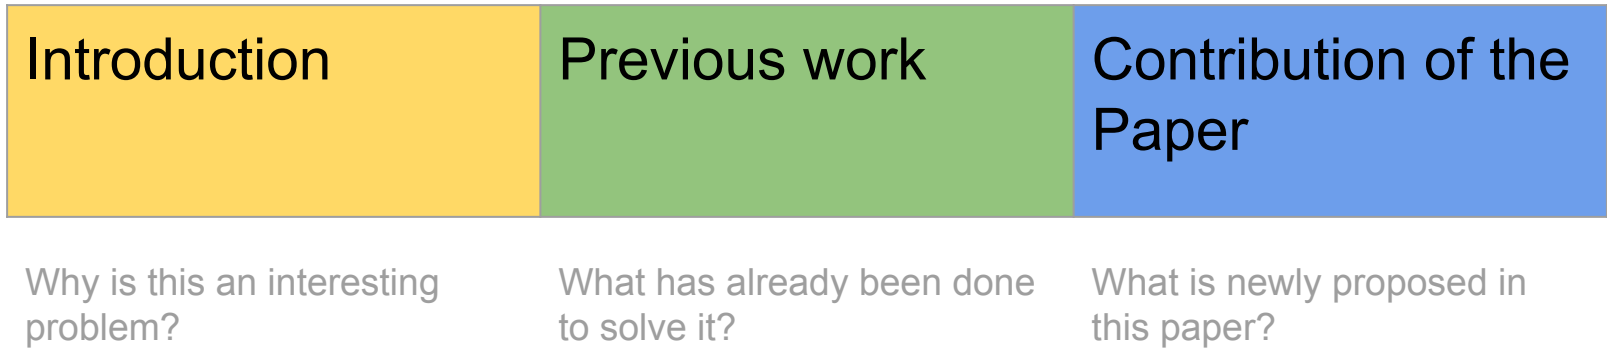 Introduction
Previous work
Contribution of the
Paper
Why is this an interesting
problem?
What has already been done
to solve it?
What is newly proposed in
this paper?